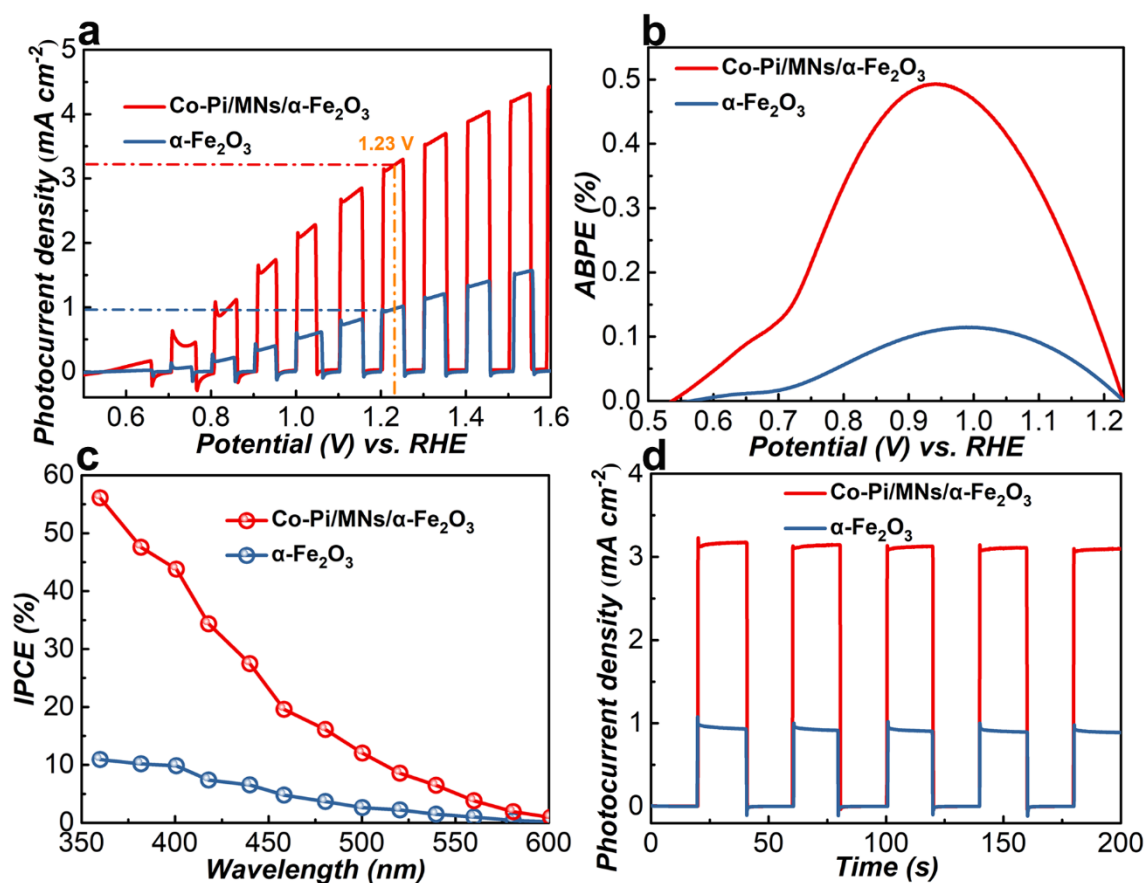 a
Photocurrent density (mA cm⁻²)
5
4
3
2
1
0
Co-Pi/MNs/α-Fe₂O₃
α-Fe₂O₃
1.23 V
0.6 0.8 1.0 1.2 1.4 1.6
Potential (V) vs. RHE
b
ABPE (%)
0.5
0.4
0.3
0.2
0.1
0.0
Co-Pi/MNs/α-Fe₂O₃
α-Fe₂O₃
0.5 0.6 0.7 0.8 0.9 1.0 1.1 1.2
Potential (V) vs. RHE
c
IPCE (%)
60
50
40
30
20
10
0
Co-Pi/MNs/α-Fe₂O₃
α-Fe₂O₃
350 400 450 500 550 600
Wavelength (nm)
d
Photocurrent density (mA cm⁻²)
4
3
2
1
0
Co-Pi/MNs/α-Fe₂O₃
α-Fe₂O₃
0 50 100 150 200
Time (s)